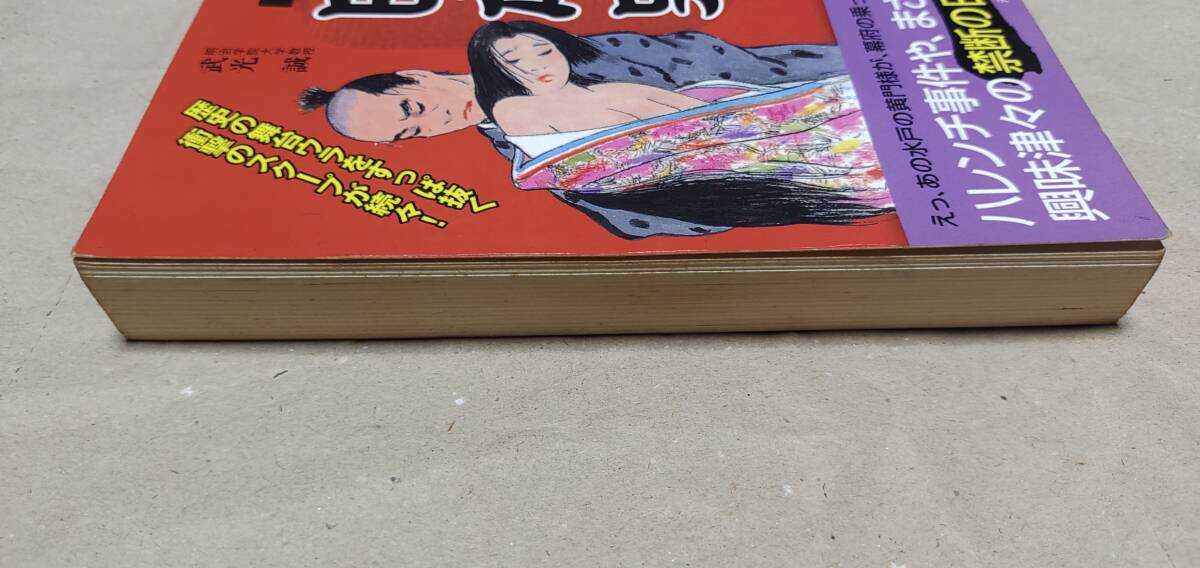 明治学院大学教授
武光 誠
歴史の舞台ウラをすっぱ抜く
衝撃のスクープが続々!
えっ、あの水戸の黄門様が、幕府の乗っ
ハレンチ事件や、まさ
興味津々の禁断の日